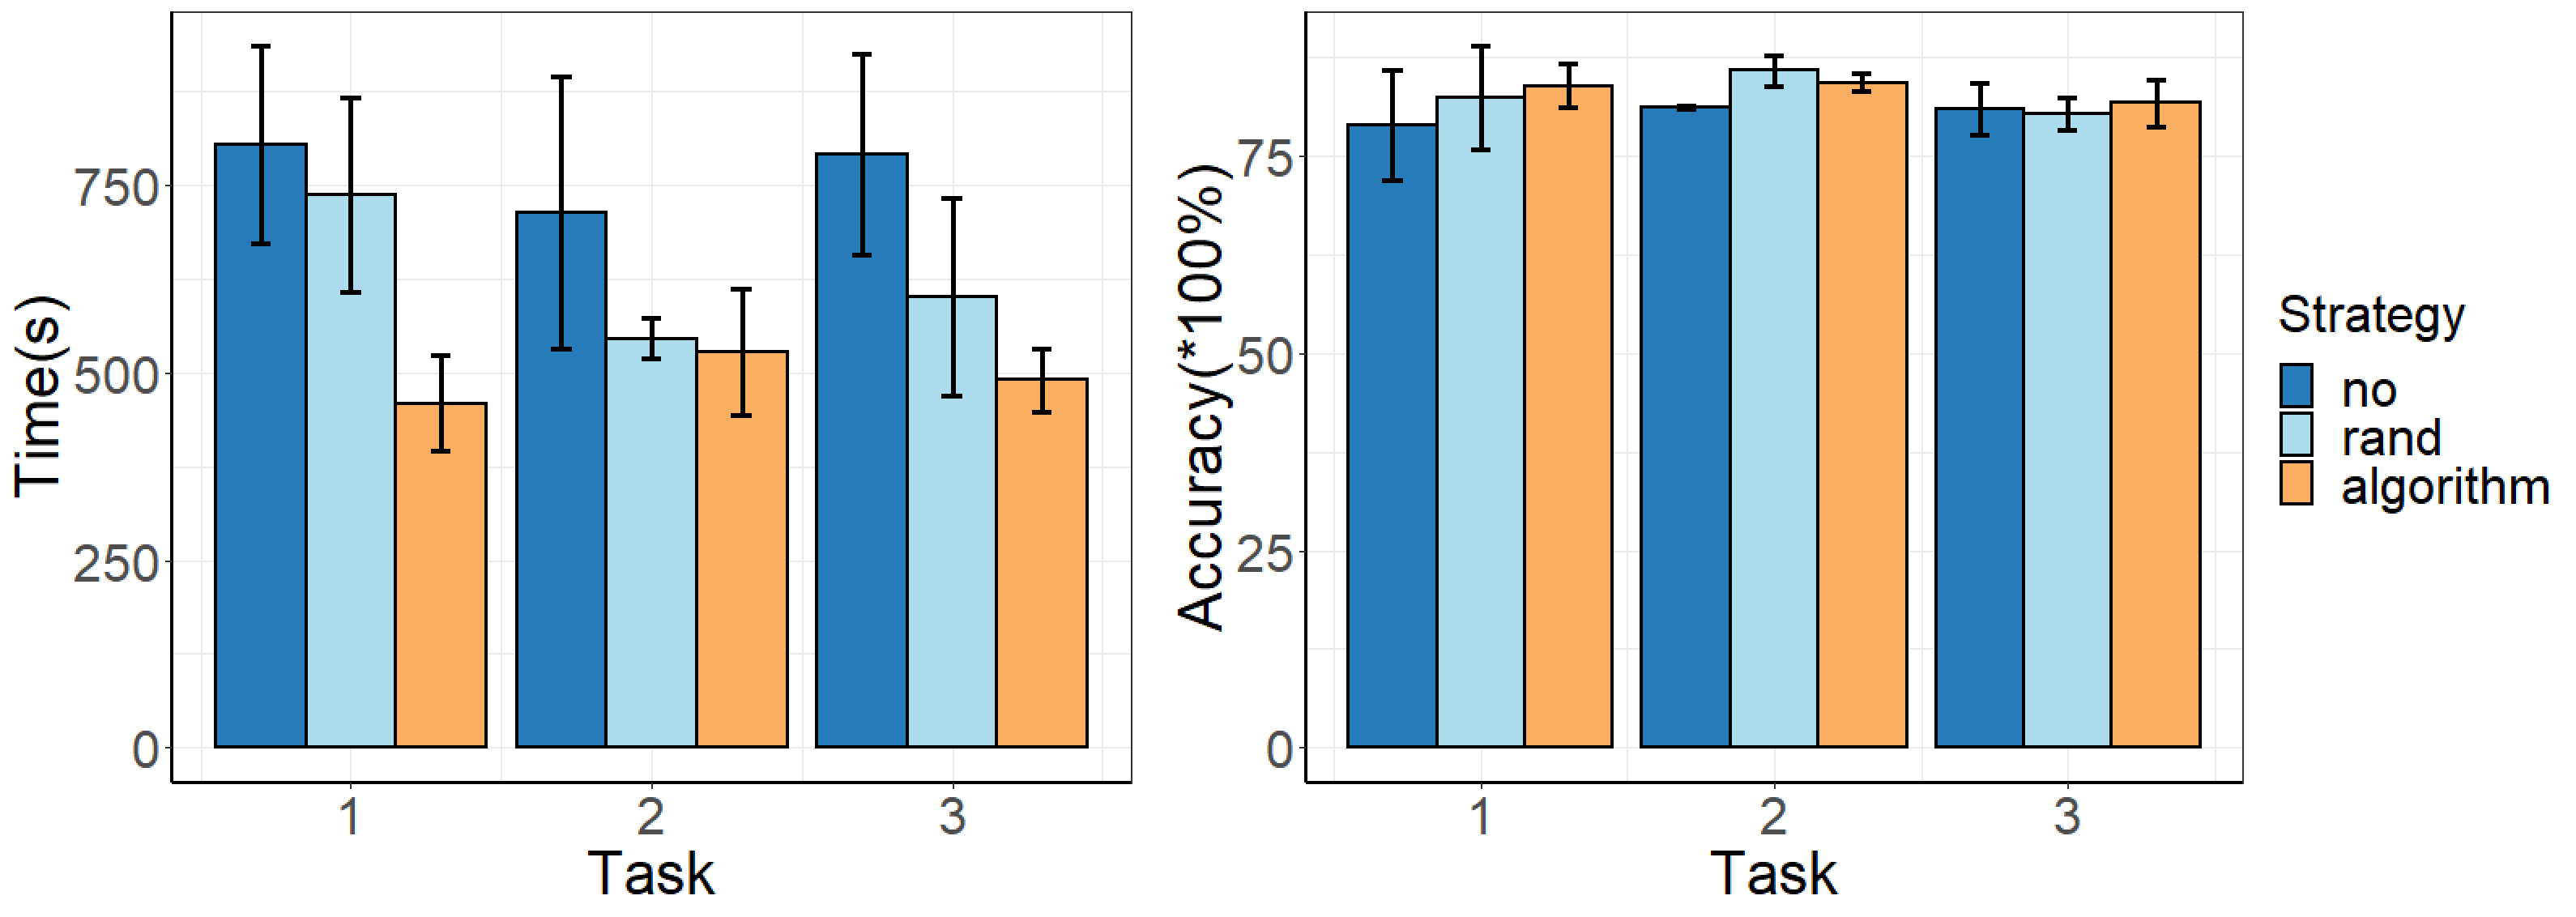 Time(s)
750
500
250
0
1 2 3
Task
Accuracy(*100%)
75
50
25
0
1 2 3
Task
Strategy
no
rand
algorithm